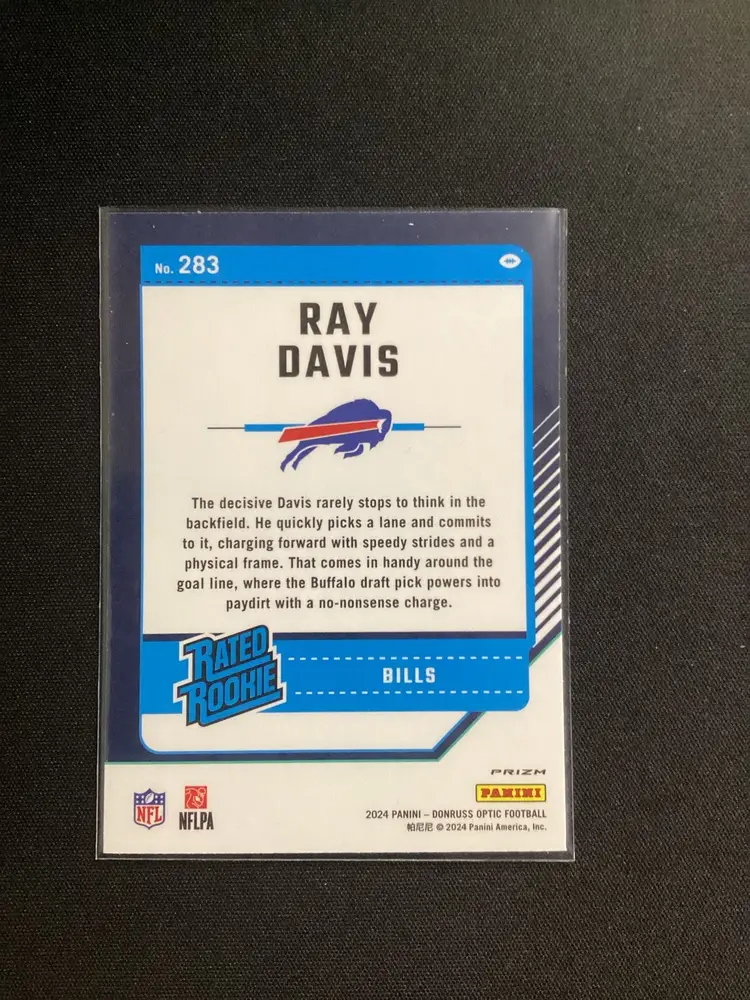 No. 283
RAY
DAVIS
The decisive Davis rarely stops to think in the
backfield. He quickly picks a lane and commits
to it, charging forward with speedy strides and a
physical frame. That comes in handy around the
goal line, where the Buffalo draft pick powers into
paydirt with a no-nonsense charge.
RATED
ROOKIE
BILLS
PRIZM
PANINI
NFL
NFLPA
2024 PANINI – DONRUSS OPTIC FOOTBALL
帕尼尼 © 2024 Panini America, Inc.